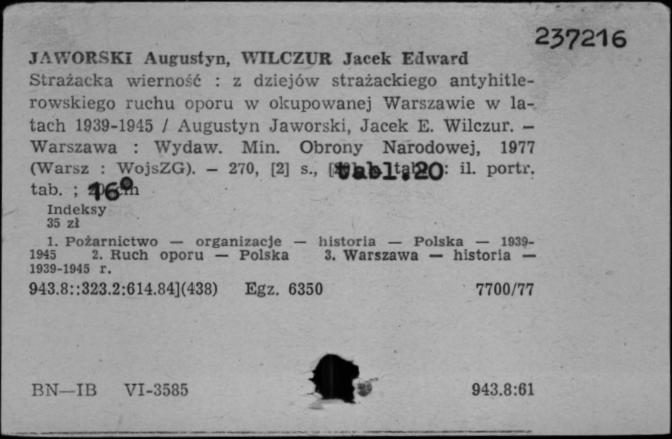 237216
JAWORSKI Augustyn, WILCZUR Jacek Edward
Strażacka wierność : z dziejów strażackiego antyhitle-
rowskiego ruchu oporu w okupowanej Warszawie w la-
tach 1939-1945 / Augustyn Jaworski, Jacek E. Wilczur. —
Warszawa : Wydaw. Min. Obrony Narodowej, 1977
(Warsz : WojsZG). — 270, [2] s., tabl.20 : il. portr.
tab. ; 16°
Indeksy
35 zł
1. Pożarnictwo — organizacje — historia — Polska — 1939-
1945 2. Ruch oporu — Polska 3. Warszawa — historia —
1939-1945 r.
943.8::323.2:614.84](438) Egz. 6350 7700/77
BN—IB VI-3585 943.8:61